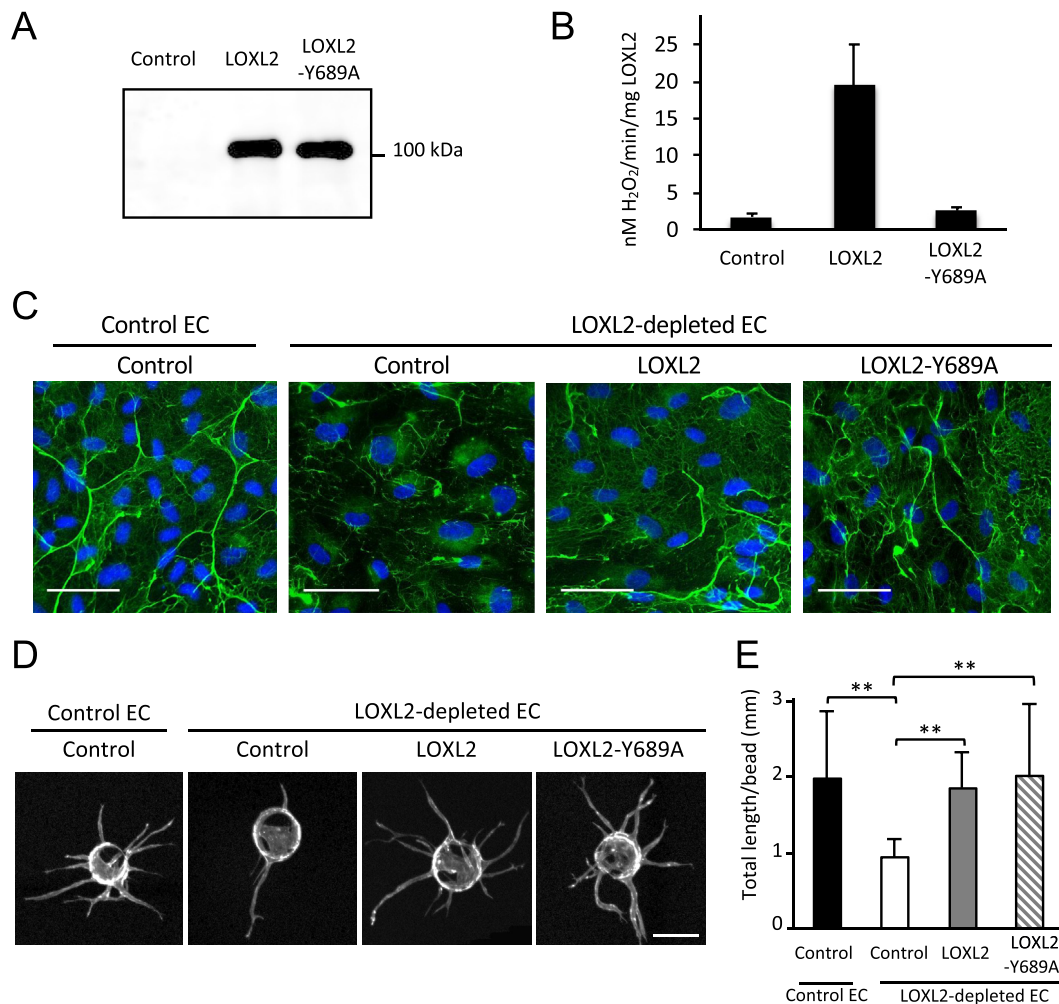 A
Control
LOXL2
LOXL2
-Y689A
100 kDa
B
nM H₂O₂/min/mg LOXL2
25
20
15
10
5
0
Control
LOXL2
LOXL2
-Y689A
C
Control EC
LOXL2-depleted EC
Control
Control
LOXL2
LOXL2-Y689A
D
Control EC
LOXL2-depleted EC
Control
Control
LOXL2
LOXL2-Y689A
E
Total length/bead (mm)
3
2
1
0
**
**
**
Control
Control
LOXL2
LOXL2
-Y689A
Control EC
LOXL2-depleted EC